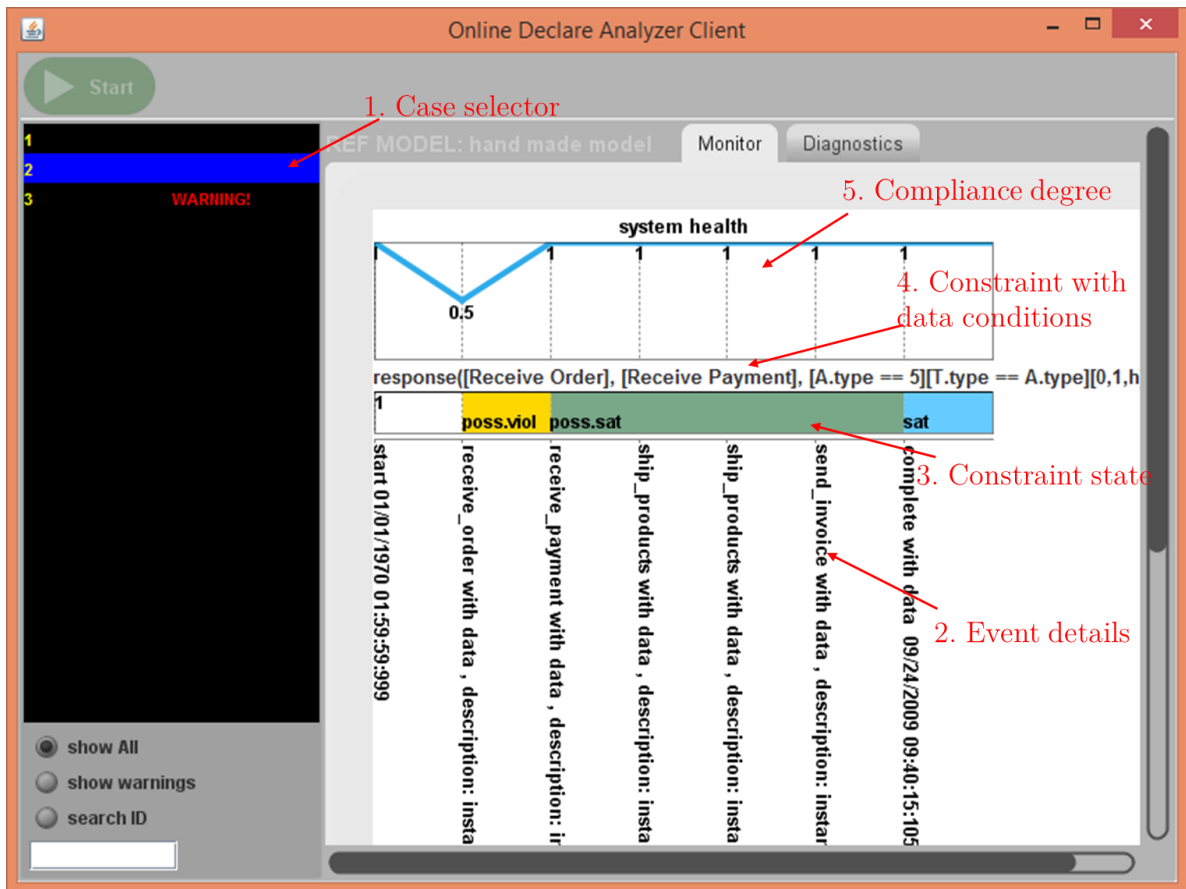 Online Declare Analyzer Client
Start
1. Case selector
1
2
3 WARNING!
REF MODEL: hand made model
Monitor
Diagnostics
5. Compliance degree
system health
1
0.5
1
1
1
1
1
4. Constraint with
data conditions
response([Receive Order], [Receive Payment], [A.type == 5][T.type == A.type][0,1,h
1
poss.viol
poss.sat
sat
3. Constraint state
start 01/01/1970 01:59:59:999
receive_order with data , description: insta
receive_payment with data , description: ir
ship_products with data , description: insta
ship_products with data , description: insta
send_invoice with data , description: instar
complete with data 09/24/2009 09:40:15:105
2. Event details
show All
show warnings
search ID